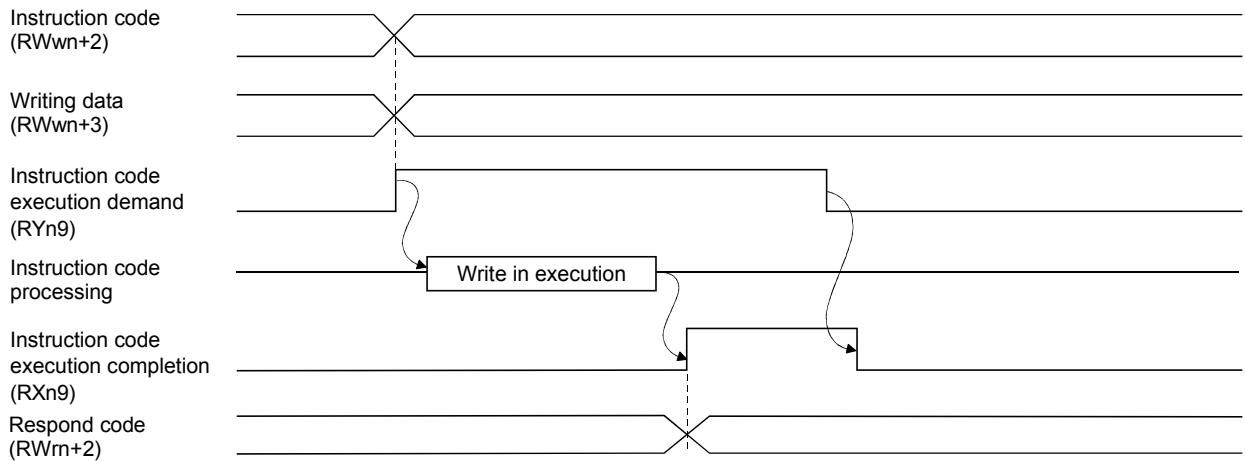 Instruction code
(RWwn+2)
Writing data
(RWwn+3)
Instruction code
execution demand
(RYn9)
Instruction code
processing
Write in execution
Instruction code
execution completion
(RXn9)
Respond code
(RWrn+2)